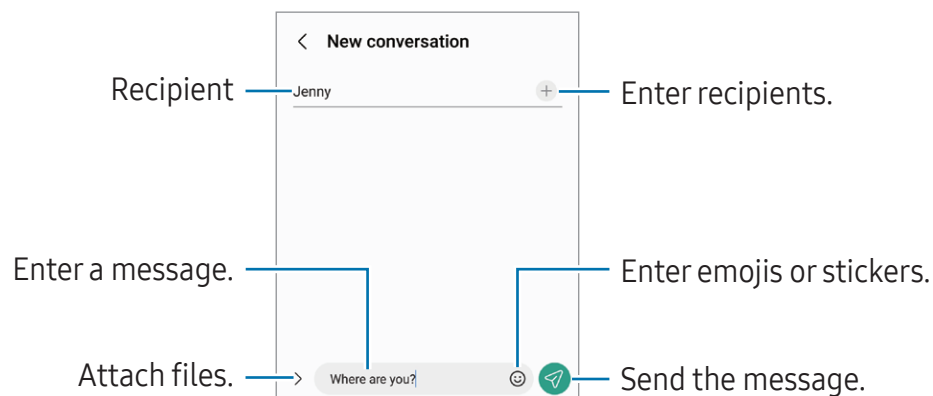 New conversation
Recipient
Jenny
Enter recipients.
Enter a message.
Enter emojis or stickers.
Attach files.
Where are you?
Send the message.